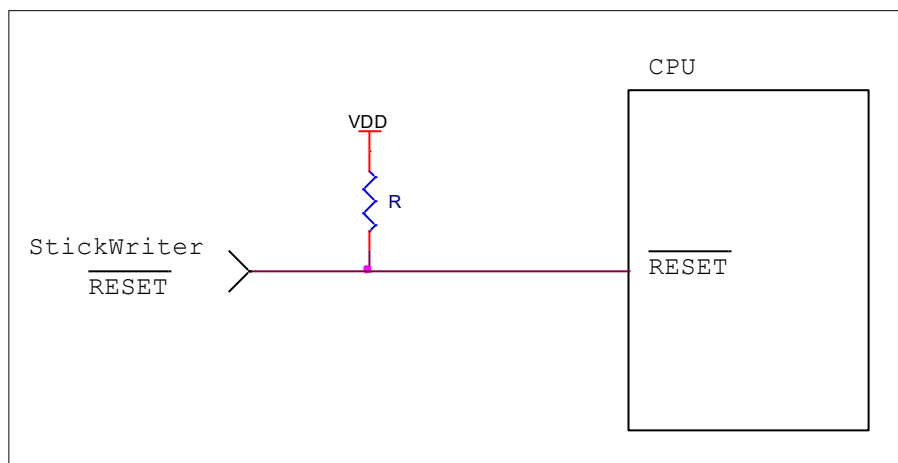 CPU
VDD
R
StickWriter
RESET
RESET